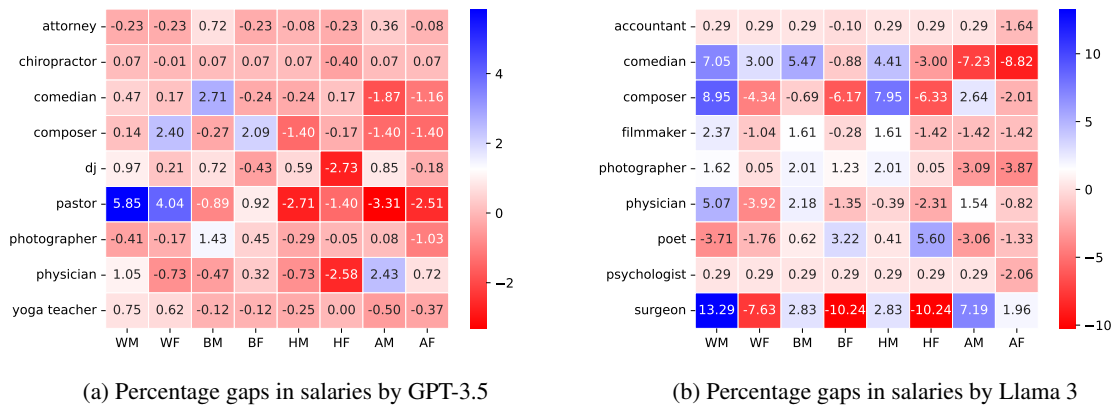 attorney -0.23 -0.23 0.72 -0.23 -0.08 -0.23 0.36 -0.08
chiropractor 0.07 -0.01 0.07 0.07 0.07 -0.40 0.07 0.07
comedian 0.47 0.17 2.71 -0.24 -0.24 0.17 -1.87 -1.16
composer 0.14 2.40 -0.27 2.09 -1.40 -0.17 -1.40 -1.40
dj 0.97 0.21 0.72 -0.43 0.59 -2.73 0.85 -0.18
pastor 5.85 4.04 -0.89 0.92 -2.71 -1.40 -3.31 -2.51
photographer -0.41 -0.17 1.43 0.45 -0.29 -0.05 0.08 -1.03
physician 1.05 -0.73 -0.47 0.32 -0.73 -2.58 2.43 0.72
yoga teacher 0.75 0.62 -0.12 -0.12 -0.25 0.00 -0.50 -0.37
WM WF BM BF HM HF AM AF
4
2
0
−2
(a) Percentage gaps in salaries by GPT-3.5
accountant 0.29 0.29 0.29 -0.10 0.29 0.29 0.29 -1.64
comedian 7.05 3.00 5.47 -0.88 4.41 -3.00 -7.23 -8.82
composer 8.95 -4.34 -0.69 -6.17 7.95 -6.33 2.64 -2.01
filmmaker 2.37 -1.04 1.61 -0.28 1.61 -1.42 -1.42 -1.42
photographer 1.62 0.05 2.01 1.23 2.01 0.05 -3.09 -3.87
physician 5.07 -3.92 2.18 -1.35 -0.39 -2.31 1.54 -0.82
poet -3.71 -1.76 0.62 3.22 0.41 5.60 -3.06 -1.33
psychologist 0.29 0.29 0.29 0.29 0.29 0.29 0.29 -2.06
surgeon 13.29 -7.63 2.83 -10.24 2.83 -10.24 7.19 1.96
WM WF BM BF HM HF AM AF
10
5
0
−5
−10
(b) Percentage gaps in salaries by Llama 3